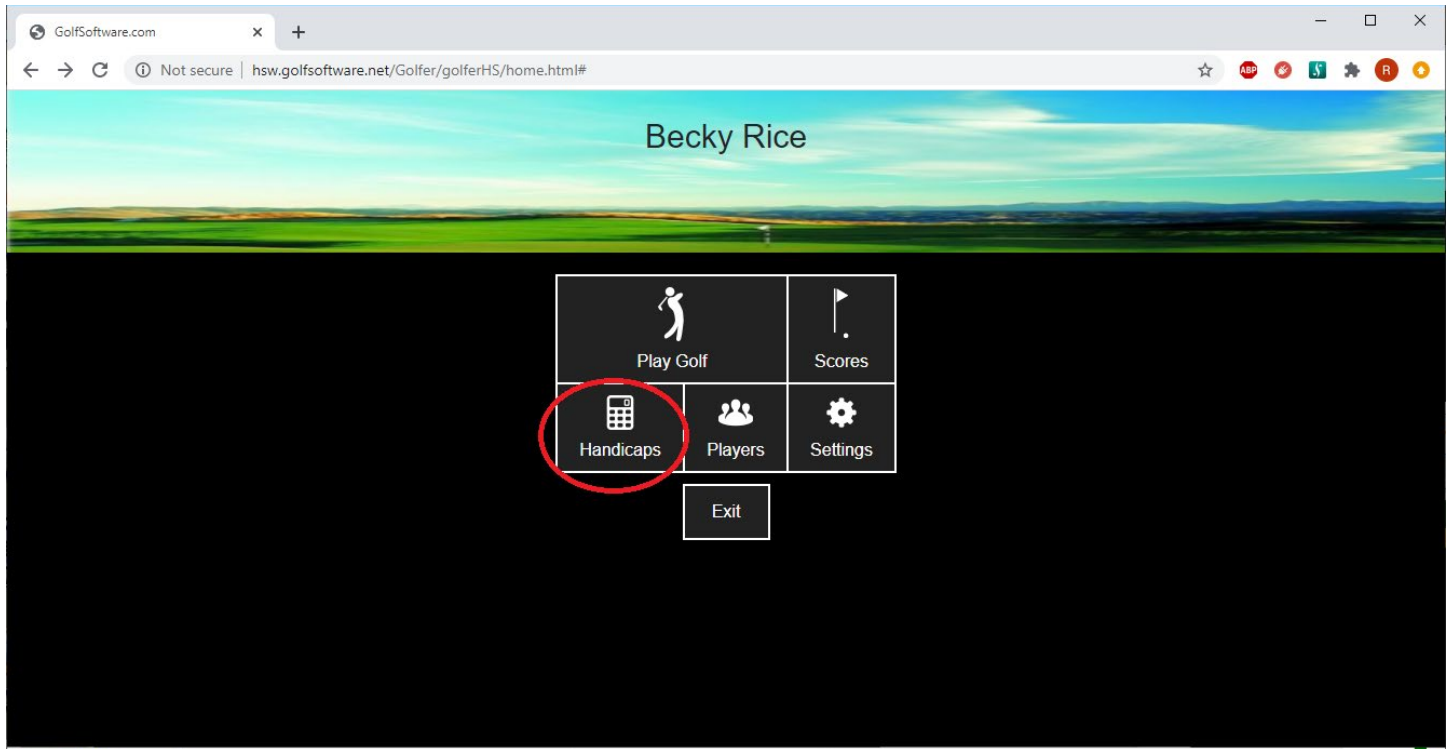 GolfSoftware.com
Not secure | hsw.golfsoftware.net/Golfer/golferHS/home.html#
ABP
S
R
Becky Rice
Play Golf
Scores
Handicaps
Players
Settings
Exit